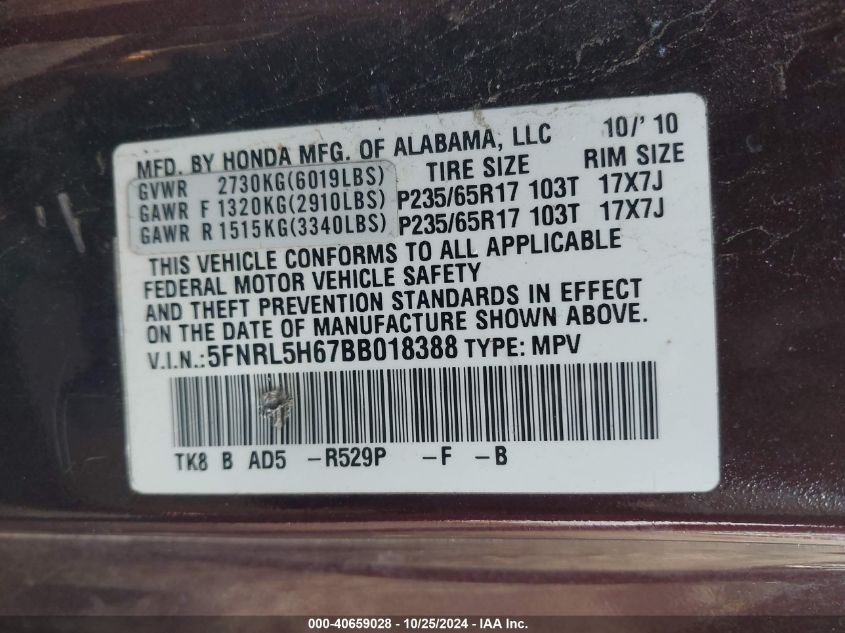 MFD. BY HONDA MFG. OF ALABAMA, LLC 10/'10
GVWR 2730KG(6019LBS) TIRE SIZE RIM SIZE
GAWR F 1320KG(2910LBS) P235/65R17 103T 17X7J
GAWR R 1515KG(3340LBS) P235/65R17 103T 17X7J
THIS VEHICLE CONFORMS TO ALL APPLICABLE
FEDERAL MOTOR VEHICLE SAFETY
AND THEFT PREVENTION STANDARDS IN EFFECT
ON THE DATE OF MANUFACTURE SHOWN ABOVE.
V.I.N.: 5FNRL5H67BB018388 TYPE: MPV
TK8 B AD5 -R529P -F -B
000-40659028 - 10/25/2024 - IAA Inc.